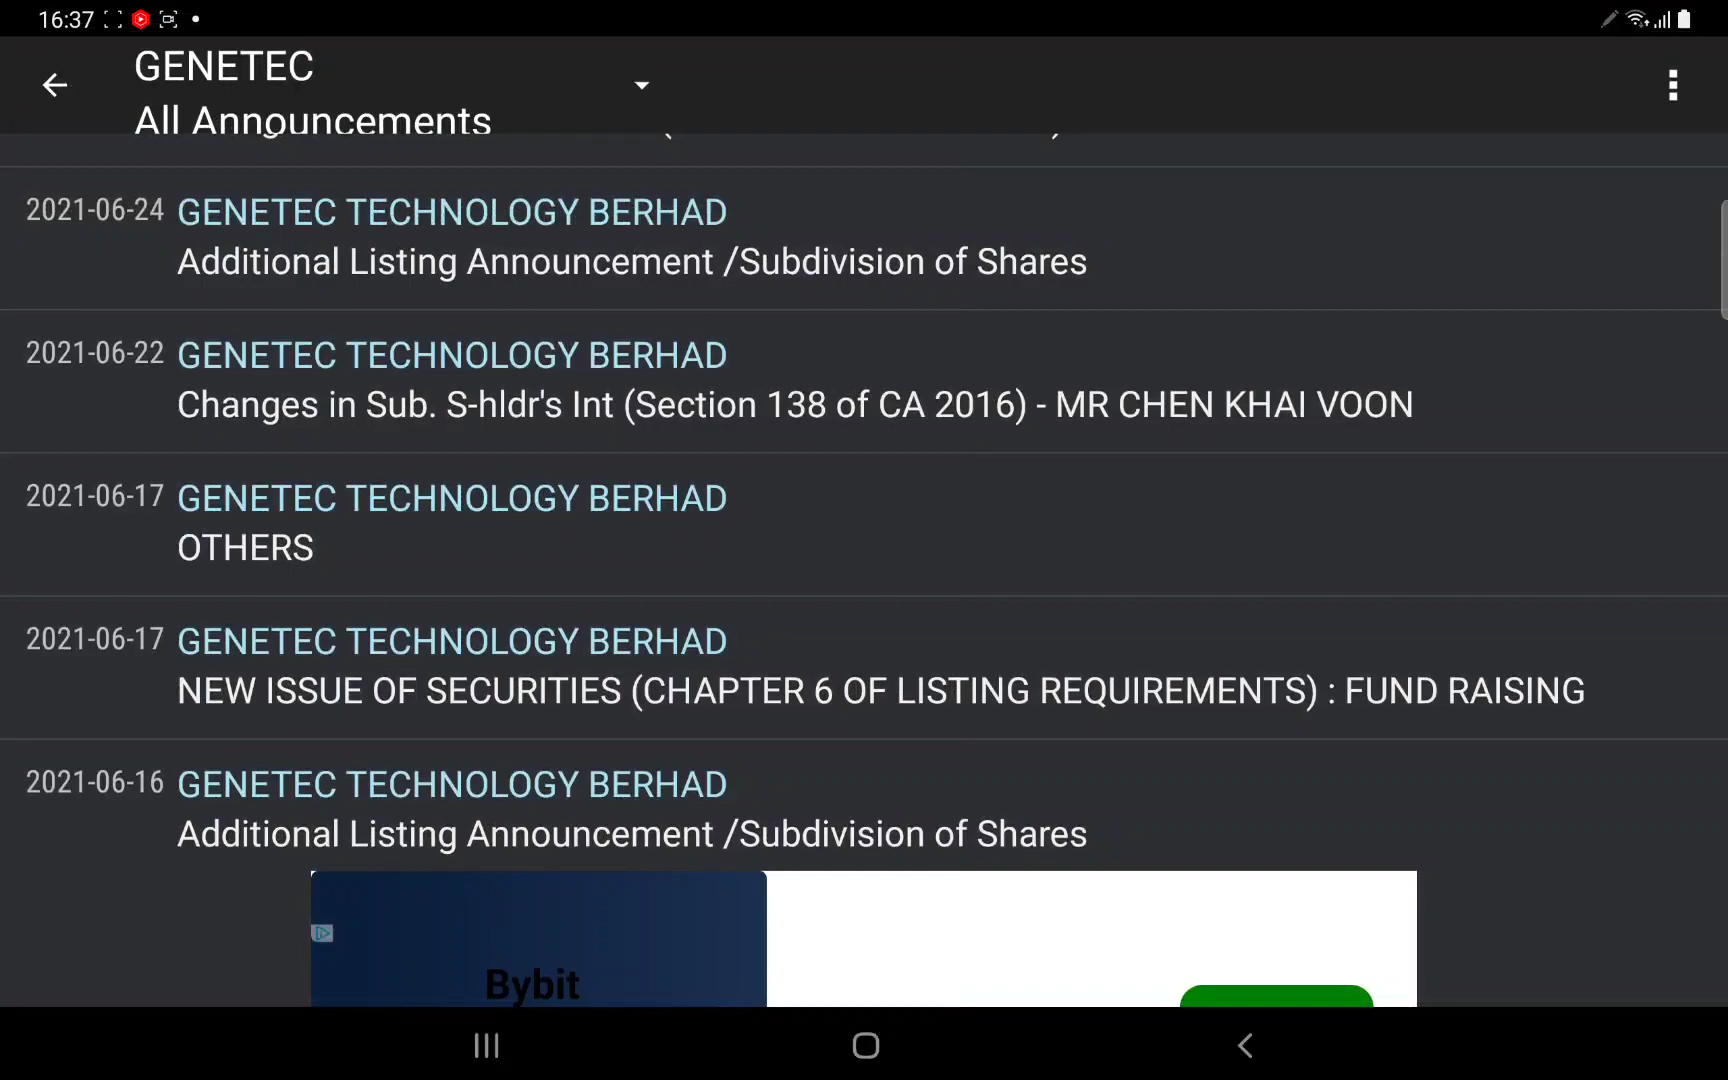 16:37
GENETEC
All Announcements
2021-06-24 GENETEC TECHNOLOGY BERHAD
Additional Listing Announcement /Subdivision of Shares
2021-06-22 GENETEC TECHNOLOGY BERHAD
Changes in Sub. S-hldr's Int (Section 138 of CA 2016) - MR CHEN KHAI VOON
2021-06-17 GENETEC TECHNOLOGY BERHAD
OTHERS
2021-06-17 GENETEC TECHNOLOGY BERHAD
NEW ISSUE OF SECURITIES (CHAPTER 6 OF LISTING REQUIREMENTS) : FUND RAISING
2021-06-16 GENETEC TECHNOLOGY BERHAD
Additional Listing Announcement /Subdivision of Shares
Bybit